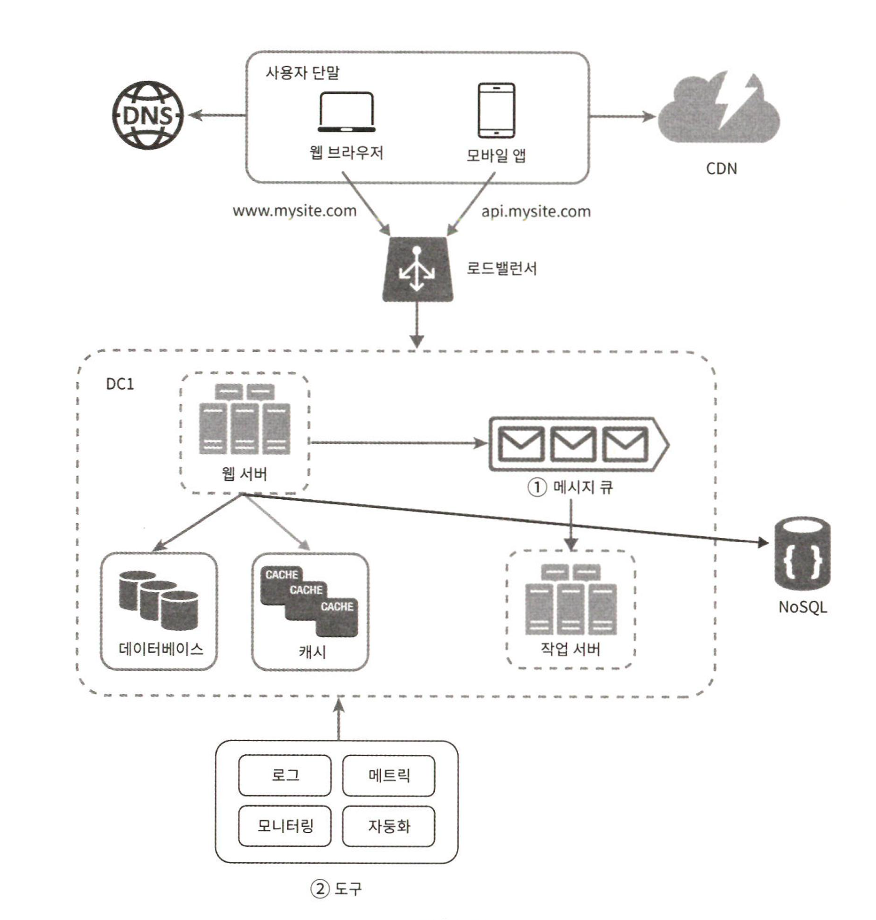 사용자 단말
DNS
웹 브라우저
모바일 앱
CDN
www.mysite.com
api.mysite.com
로드밸런서
DC1
웹 서버
① 메시지 큐
데이터베이스
CACHE
CACHE
CACHE
캐시
작업 서버
{ }
NoSQL
로그
메트릭
모니터링
자동화
② 도구